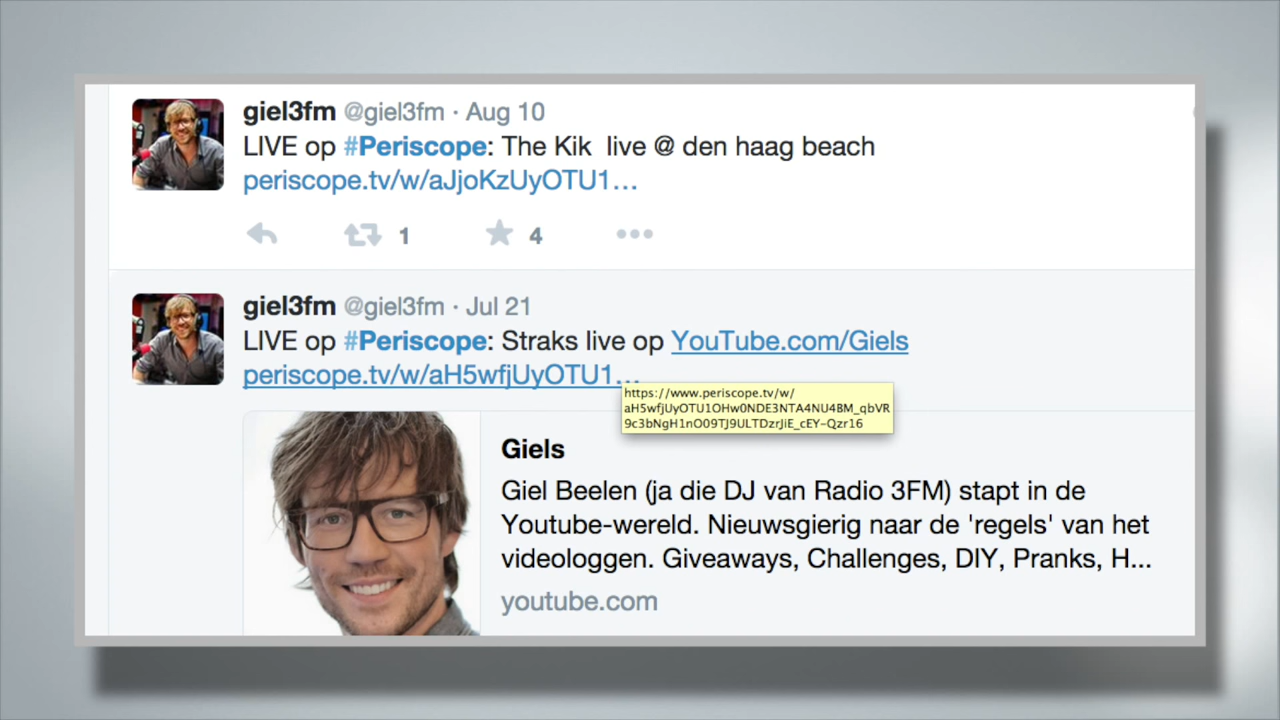 giel3fm @giel3fm · Aug 10
LIVE op #Periscope: The Kik live @ den haag beach
periscope.tv/w/aJjoKzUyOTU1…
1 4
giel3fm @giel3fm · Jul 21
LIVE op #Periscope: Straks live op YouTube.com/Giels
periscope.tv/w/aH5wfjUyOTU1…
https://www.periscope.tv/w/
aH5wfjUyOTU1OHw0NDE3NTA4NU4BM_qbVR
9c3bNgH1nO09TJ9ULTDzrJiE_cEY-Qzr16
Giels
Giel Beelen (ja die DJ van Radio 3FM) stapt in de
Youtube-wereld. Nieuwsgierig naar de 'regels' van het
videologgen. Giveaways, Challenges, DIY, Pranks, H...
youtube.com